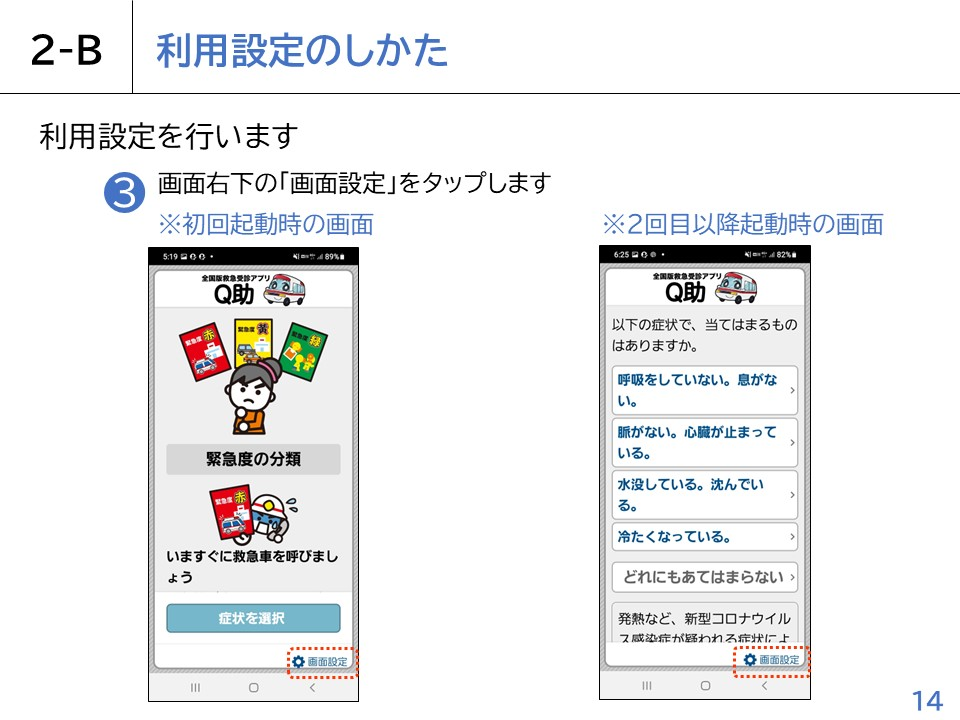 2-B
利用設定のしかた
利用設定を行います
3
画面右下の「画面設定」をタップします
※初回起動時の画面
※2回目以降起動時の画面
5:19
89%
全国版救急受診アプリ
Q助
緊急度 赤
緊急度 黄
緊急度 緑
緊急度の分類
緊急度 赤
いますぐに救急車を呼びまし
ょう
症状を選択
画面設定
6:25
82%
全国版救急受診アプリ
Q助
以下の症状で、当てはまるもの
はありますか。
呼吸をしていない。息がな
い。
脈がない。心臓が止まって
いる。
水没している。沈んでい
る。
冷たくなっている。
どれにもあてはまらない
発熱など、新型コロナウイル
ス感染症が疑われる症状によ
画面設定
14